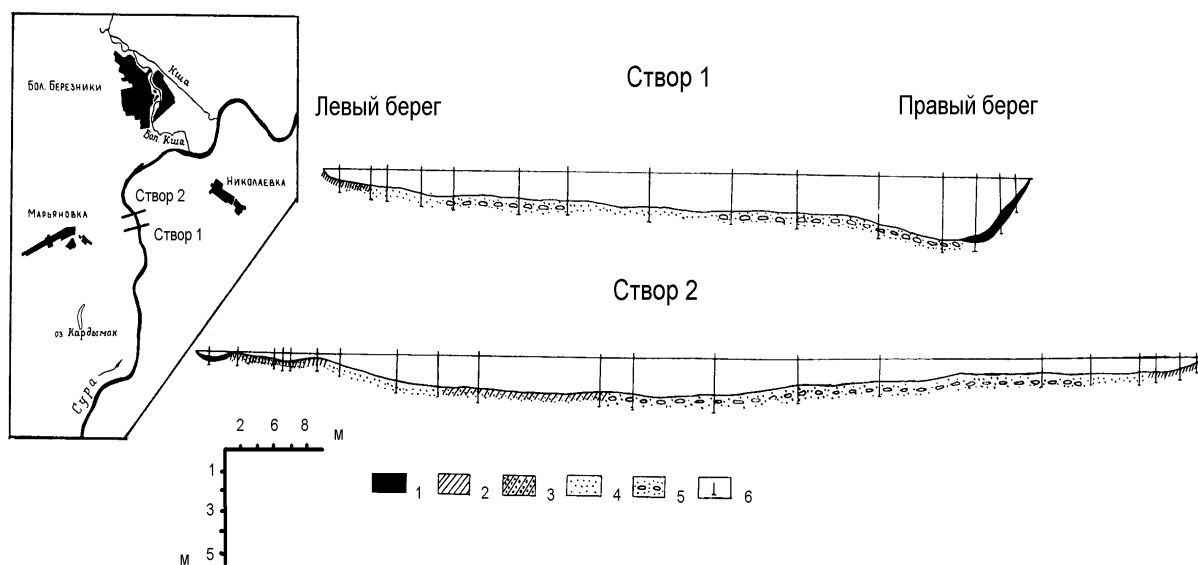 Бол. Березники
Кша
Бол. Кша
Николаевка
Марьяновка
Створ 2
Створ 1
оз. Кардымак
Сура
Створ 1
Левый берег
Правый берег
Створ 2
2 6 8 м
1
3
м 5
1 2 3 4 5 6